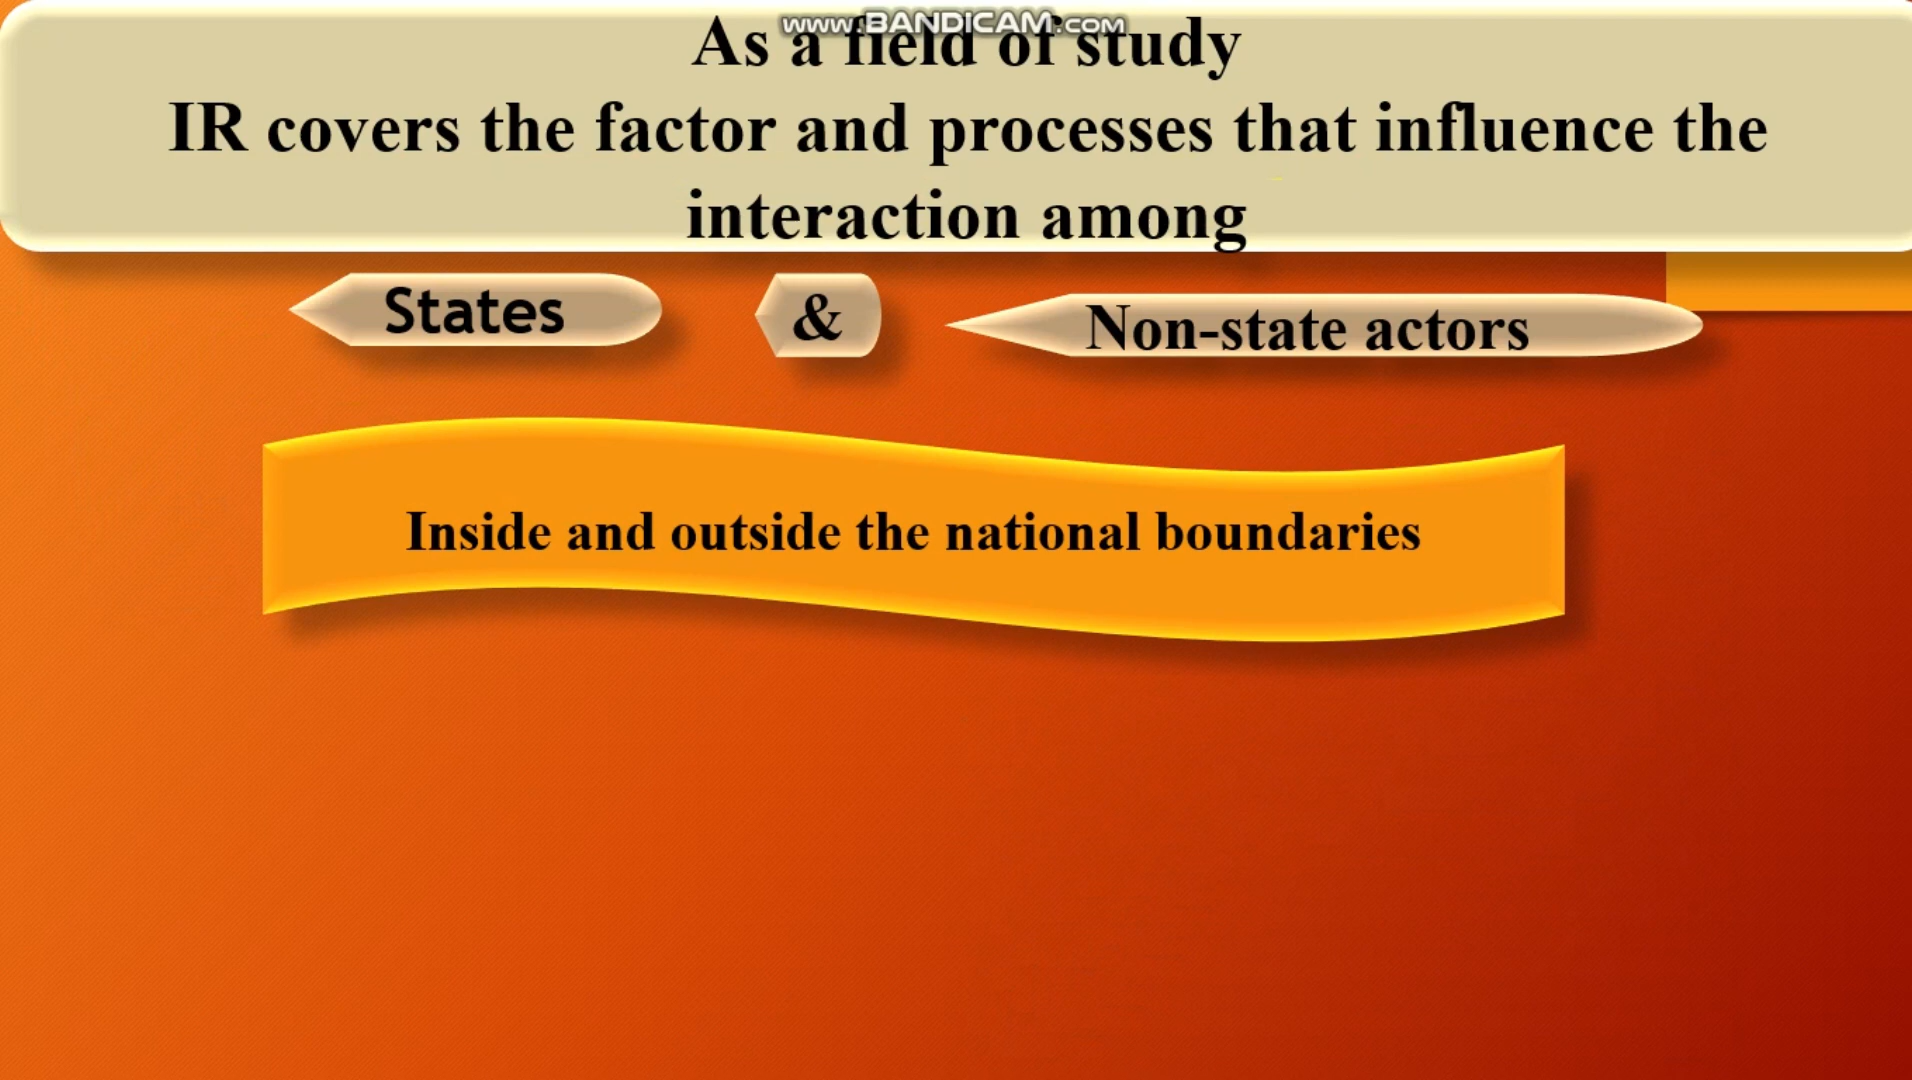 www.BANDICAM.com
As a field of study
IR covers the factor and processes that influence the
interaction among
States
&
Non-state actors
Inside and outside the national boundaries